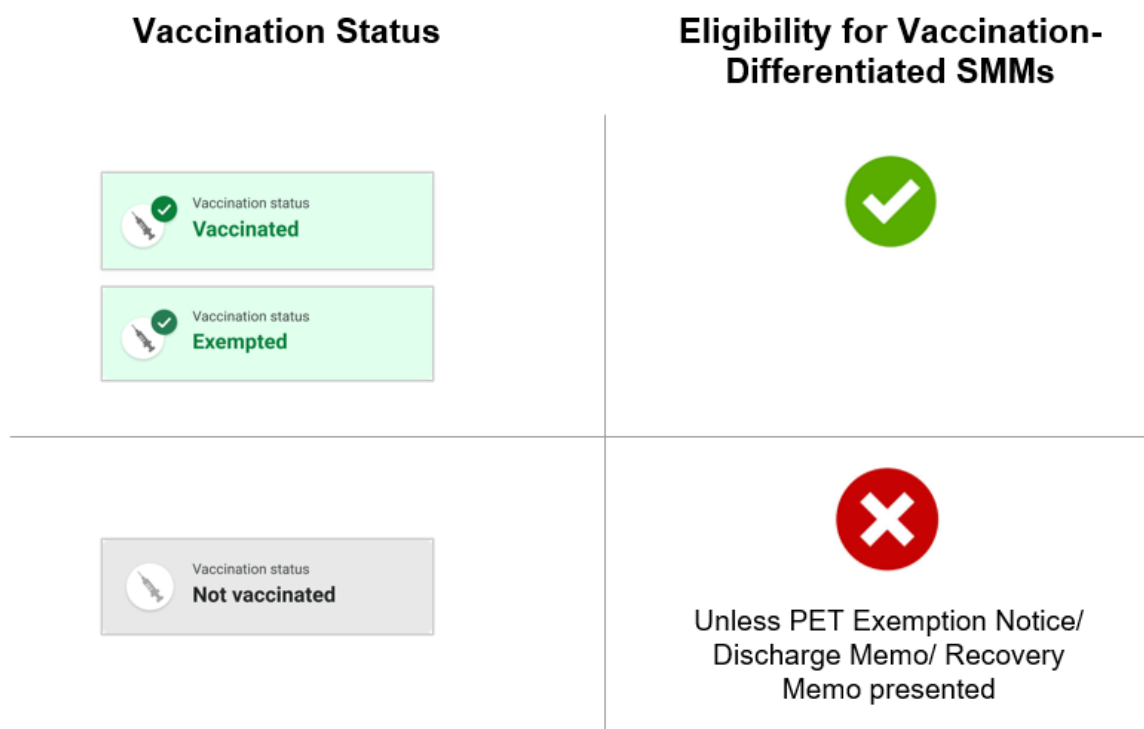 Vaccination Status
Eligibility for Vaccination-
Differentiated SMMs
Vaccination status
Vaccinated
Vaccination status
Exempted
Vaccination status
Not vaccinated
Unless PET Exemption Notice/
Discharge Memo/ Recovery
Memo presented